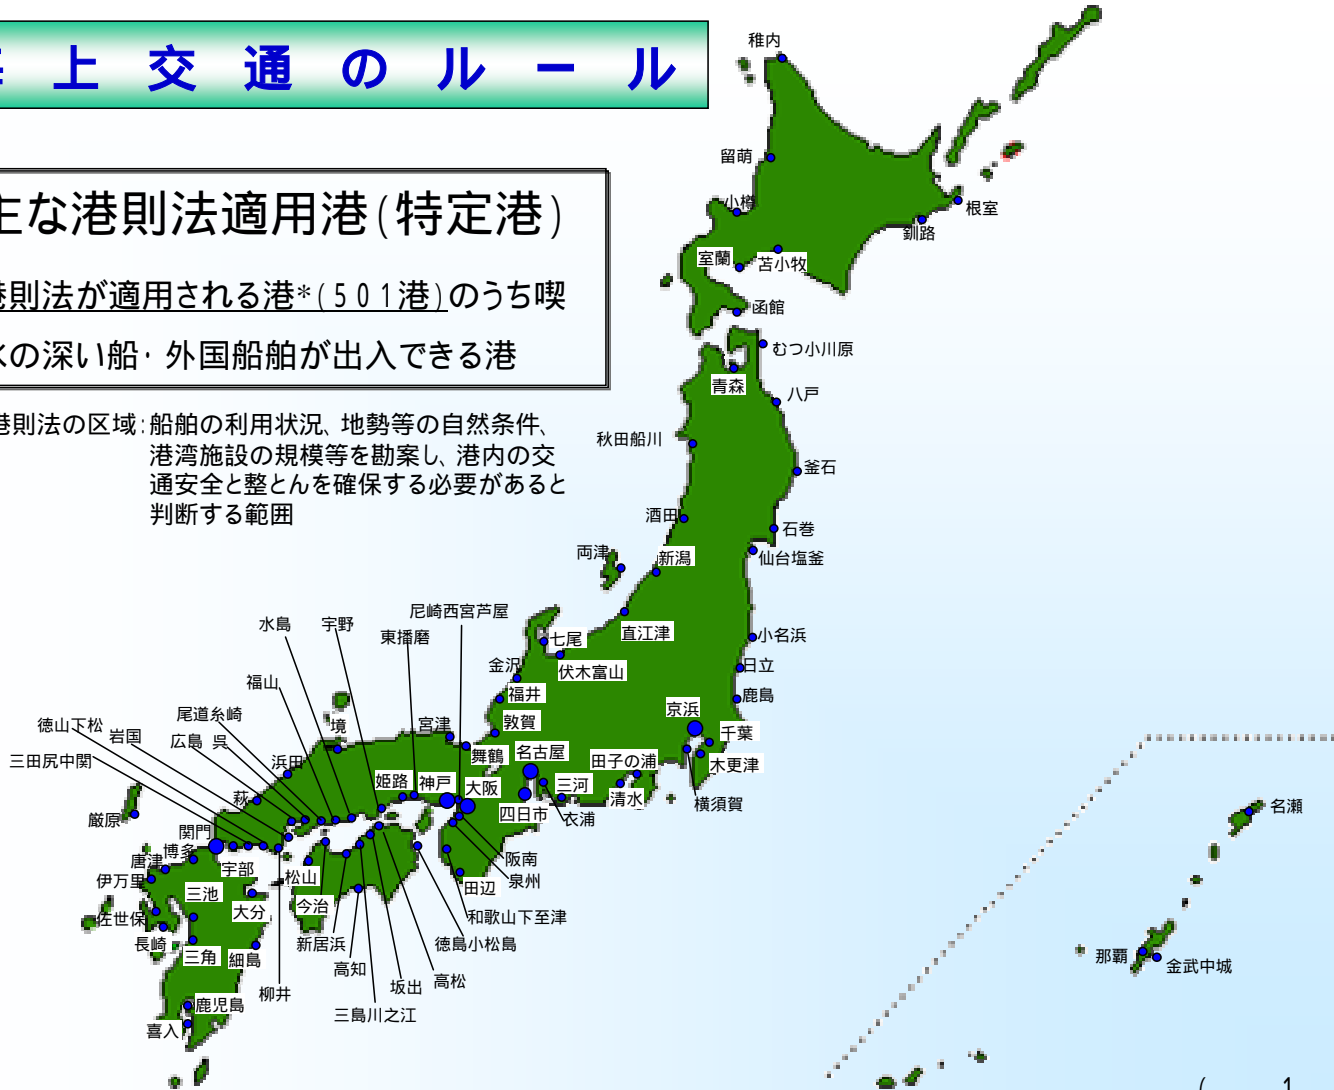 上交通のルール
主な港則法適用港(特定港)
港則法が適用される港*(501港)のうち喫
水の深い船・外国船舶が出入できる港
港則法の区域:船舶の利用状況、地勢等の自然条件、
港湾施設の規模等を勘案し、港内の交
通安全と整とんを確保する必要があると
判断する範囲
稚内
留萌
小樽
根室
釧路
室蘭
苫小牧
函館
むつ小川原
青森
八戸
秋田船川
釜石
酒田
石巻
両津
新潟
仙台塩釜
尼崎西宮芦屋
水島
宇野
東播磨
直江津
七尾
小名浜
金沢
伏木富山
日立
福山
福井
鹿島
京浜
徳山下松
岩国
尾道糸崎
広島
呉
境
宮津
敦賀
千葉
三田尻中関
浜田
舞鶴
名古屋
田子の浦
木更津
姫路
神戸
大阪
三河
清水
横須賀
萩
厳原
四日市
衣浦
名瀬
関門
博多
唐津
宇部
松山
阪南
伊万里
三池
泉州
田辺
佐世保
大分
今治
和歌山下至津
長崎
三角
細島
新居浜
徳島小松島
高知
高松
坂出
那覇
金武中城
柳井
三島川之江
鹿児島
喜入
( 1